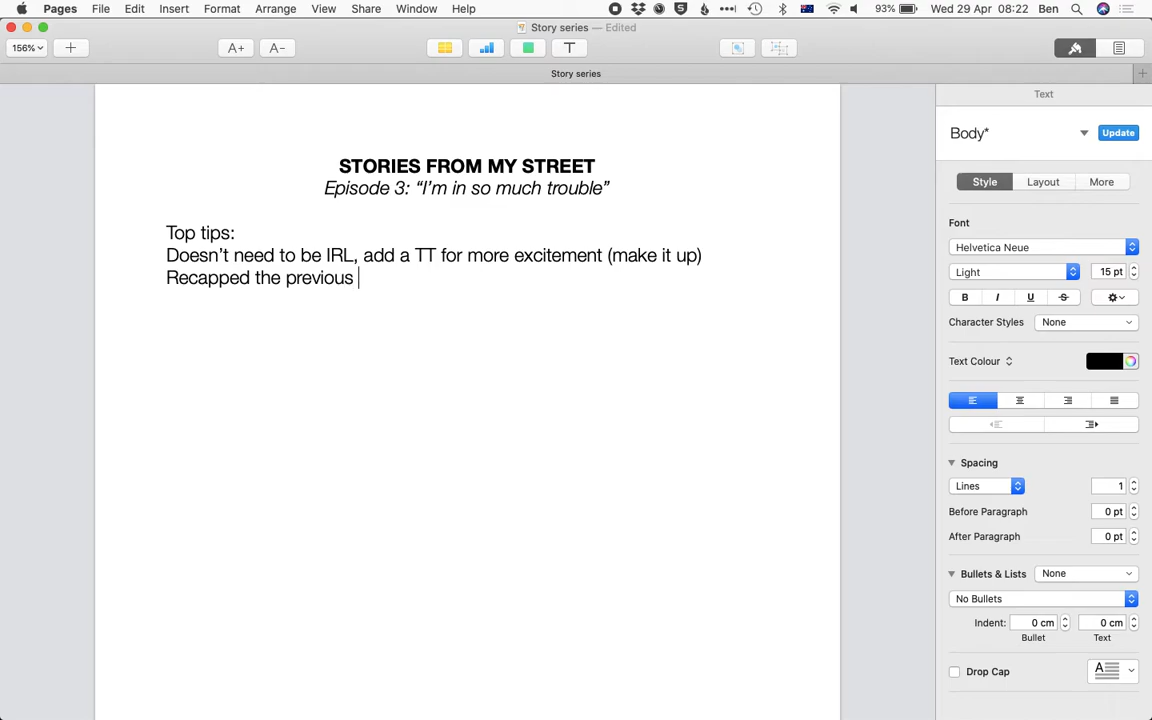 Pages File Edit Insert Format Arrange View Share Window Help 93% Wed 29 Apr 08:22 Ben
Story series — Edited
156% A+ A−
Story series
Text
Body* Update
STORIES FROM MY STREET
Episode 3: “I’m in so much trouble”
Top tips:
Doesn’t need to be IRL, add a TT for more excitement (make it up)
Recapped the previous
Style Layout More
Font
Helvetica Neue
Light 15 pt
B I U S
Character Styles None
Text Colour
Spacing
Lines 1
Before Paragraph 0 pt
After Paragraph 0 pt
Bullets & Lists None
No Bullets
Indent: 0 cm 0 cm
Bullet Text
Drop Cap A